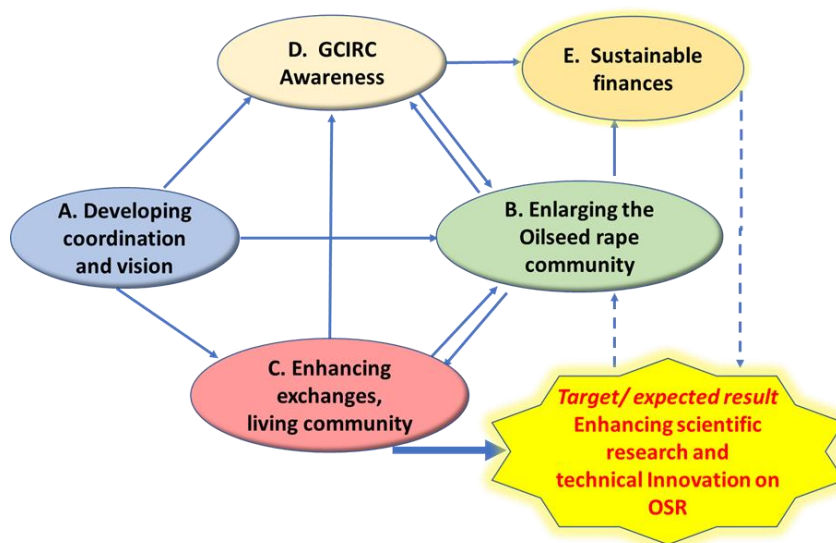 D. GCIRC
Awareness
E. Sustainable
finances
A. Developing
coordination
and vision
B. Enlarging the
Oilseed rape
community
C. Enhancing
exchanges,
living community
Target/ expected result
Enhancing scientific
research and
technical Innovation on
OSR